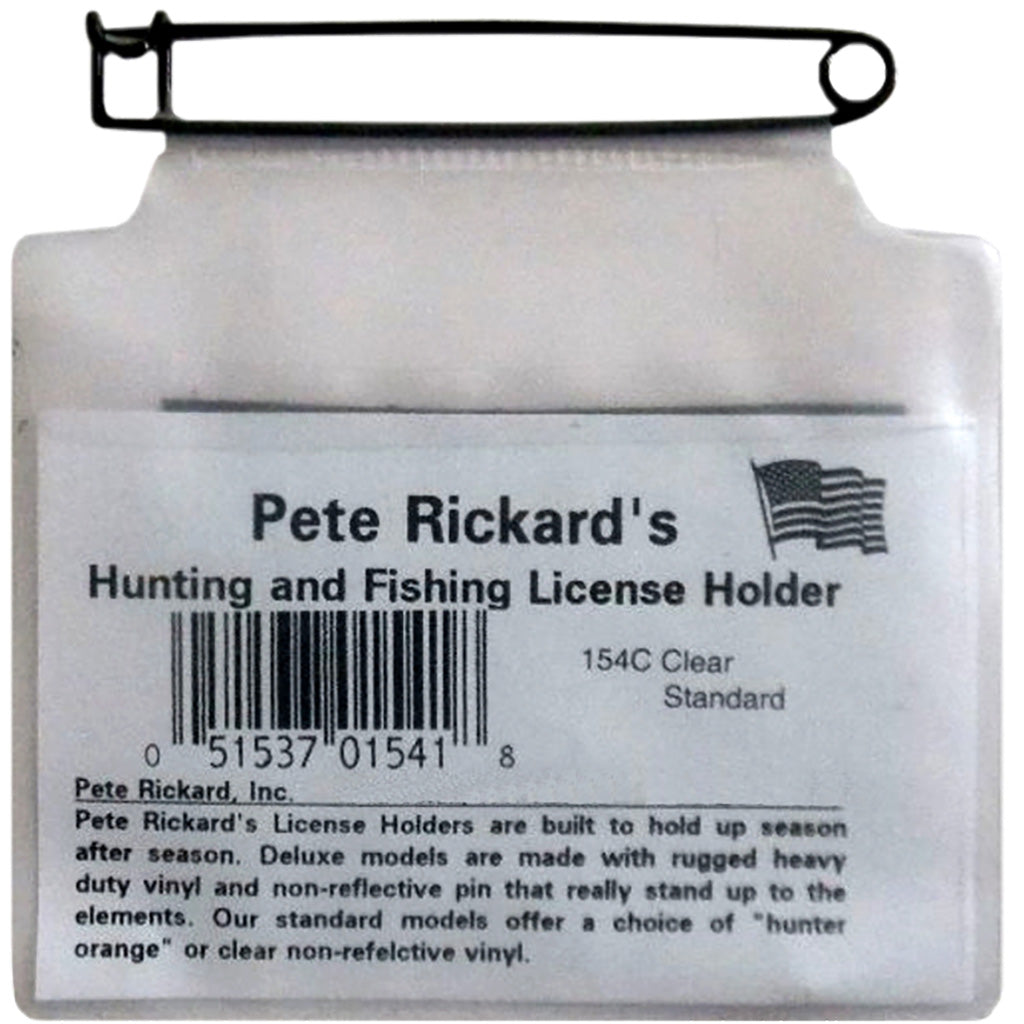 Pete Rickard's
Hunting and Fishing License Holder
154C Clear
Standard
0 51537 01541 8
Pete Rickard, Inc.
Pete Rickard's License Holders are built to hold up season
after season. Deluxe models are made with rugged heavy
duty vinyl and non-reflective pin that really stand up to the
elements. Our standard models offer a choice of "hunter
orange" or clear non-refelctive vinyl.